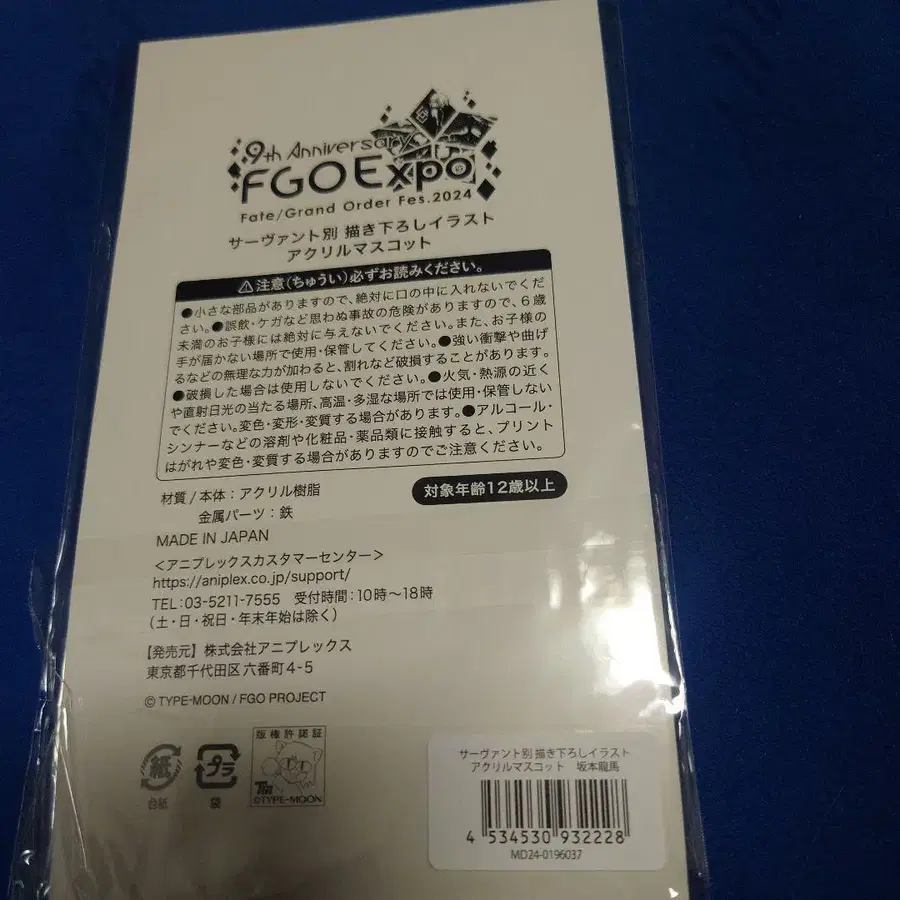 9th Anniversary
FGO Expo
Fate/Grand Order Fes.2024
サーヴァント別 描き下ろしイラスト
アクリルマスコット
⚠注意(ちゅうい)必ずお読みください。
●小さな部品がありますので、絶対に口の中に入れないでくだ
さい。●誤飲・ケガなど思わぬ事故の危険がありますので、6歳
未満のお子様には絶対に与えないでください。また、お子様の
手が届かない場所で使用・保管してください。●強い衝撃や曲げ
るなどの無理な力が加わると、割れなど破損することがあります。
●破損した場合は使用しないでください。●火気・熱源の近く
や直射日光の当たる場所、高温・多湿な場所では使用・保管しない
でください。変色・変形・変質する場合があります。●アルコール・
シンナーなどの溶剤や化粧品・薬品類に接触すると、プリント
はがれや変色・変質する場合がありますのでご注意ください。
材質/本体:アクリル樹脂
金属パーツ:鉄
対象年齢12歳以上
MADE IN JAPAN
<アニプレックスカスタマーセンター>
https://aniplex.co.jp/support/
TEL:03-5211-7555 受付時間:10時~18時
(土・日・祝日・年末年始は除く)
【発売元】株式会社アニプレックス
東京都千代田区六番町4-5
© TYPE-MOON / FGO PROJECT
紙
台紙
プラ
袋
版権許諾証
TM
©TYPE-MOON
サーヴァント別 描き下ろしイラスト
アクリルマスコット 坂本龍馬
4 534530 932228
MD24-0196037